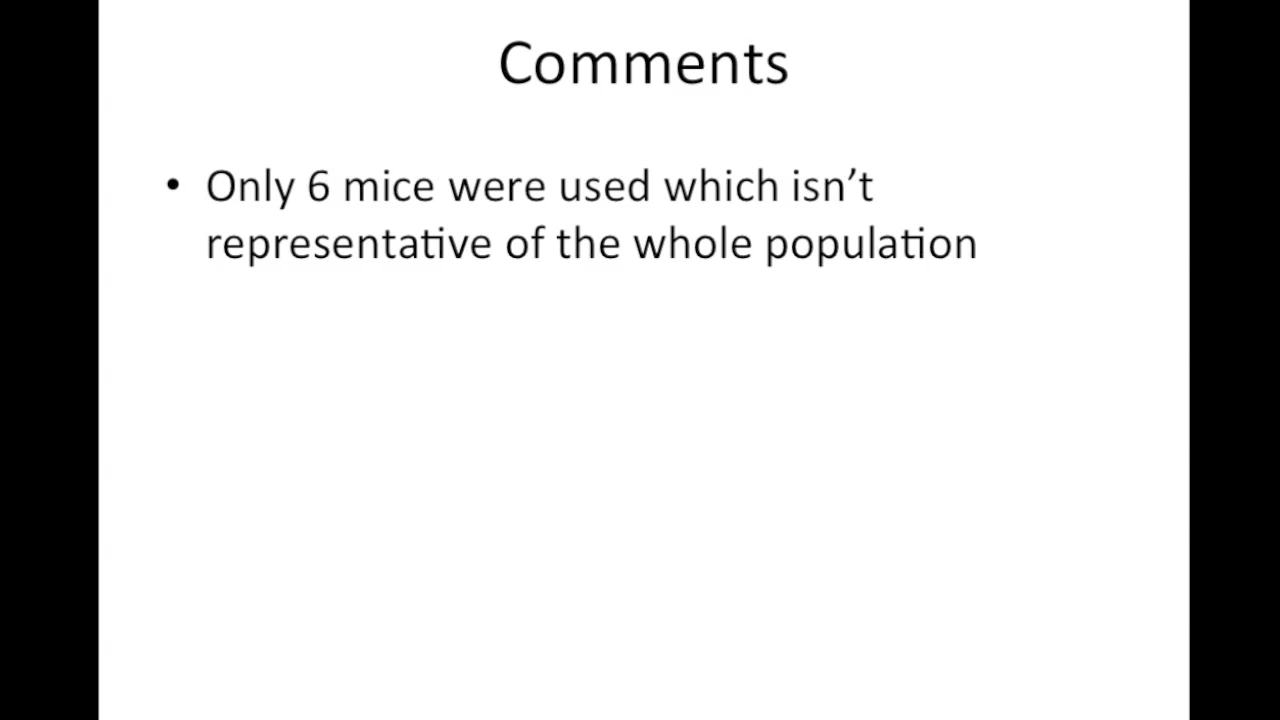 Comments
• Only 6 mice were used which isn’t
representative of the whole population